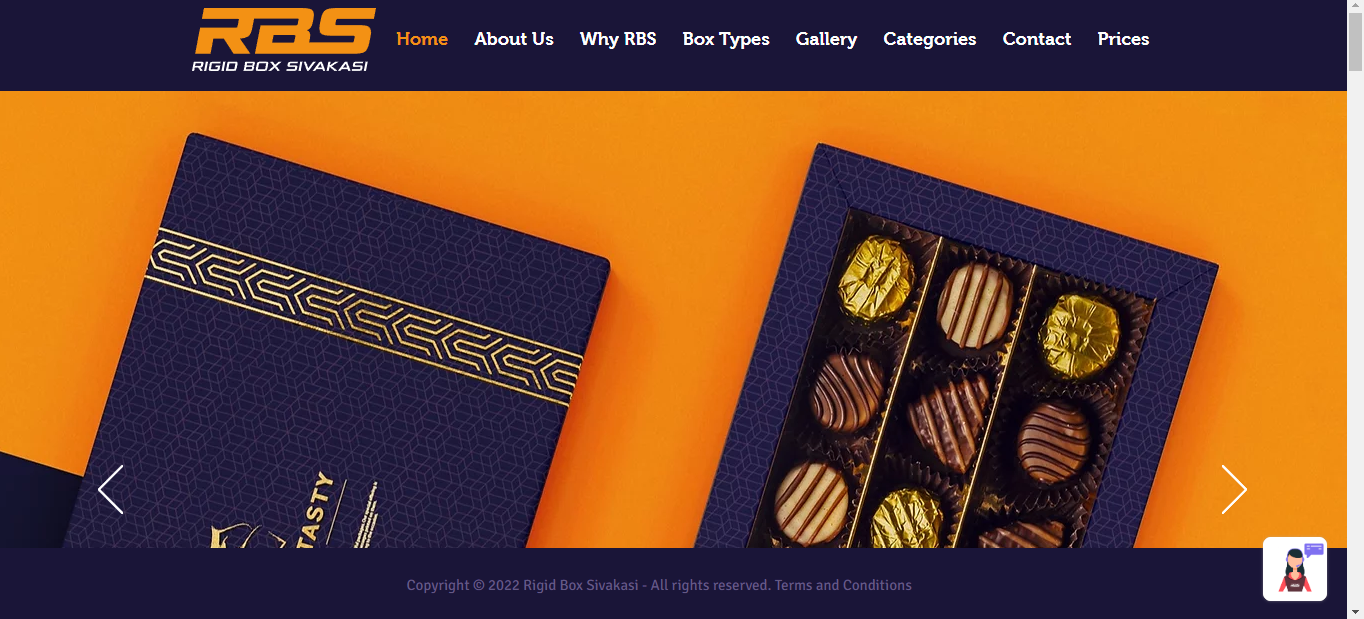 RBS
RIGID BOX SIVAKASI
Home About Us Why RBS Box Types Gallery Categories Contact Prices
TASTY
Copyright © 2022 Rigid Box Sivakasi - All rights reserved. Terms and Conditions